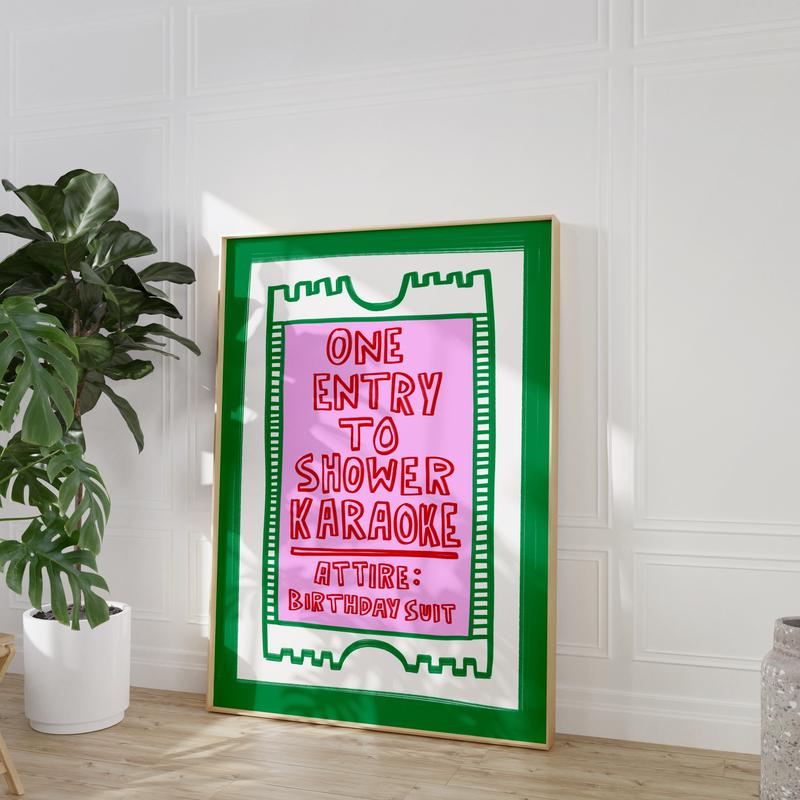 ONE
ENTRY
TO
SHOWER
KARAOKE
ATTIRE:
BIRTHDAY SUIT